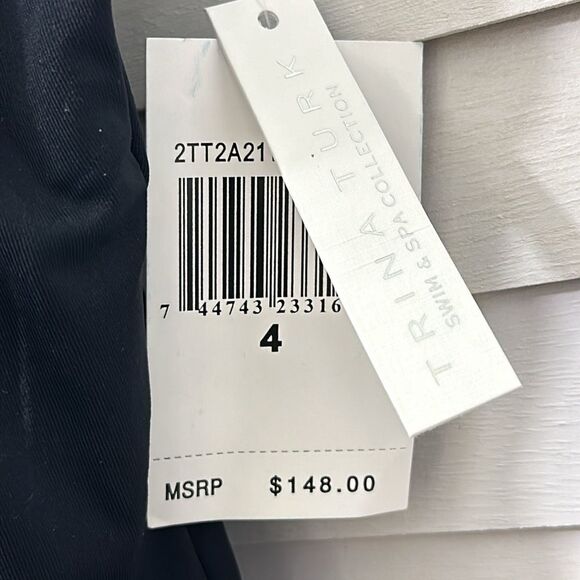 TRINA TURK
SWIM & SPA COLLECTION
2TT2A21
7 44743 23316
4
MSRP $148.00